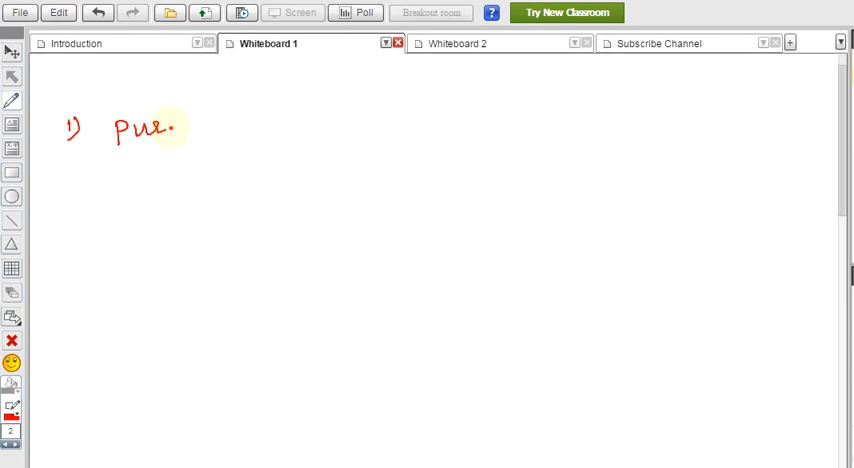 File Edit Screen Poll Breakout room ? Try New Classroom
Introduction Whiteboard 1 Whiteboard 2 Subscribe Channel +
1) Pur.
2